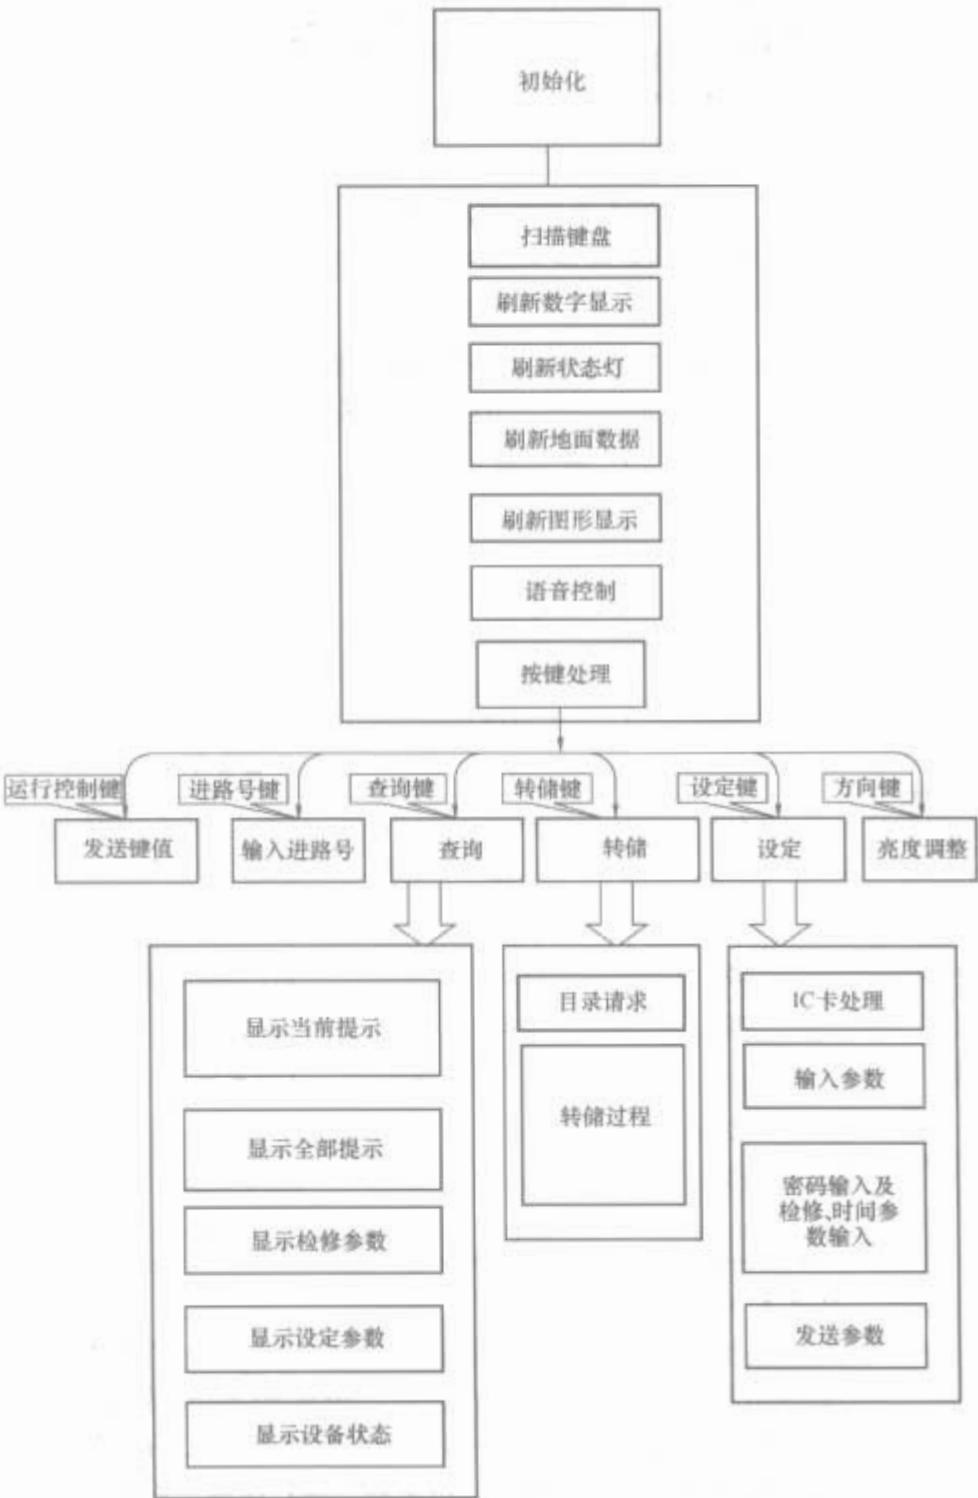 初始化
扫描键盘
刷新数字显示
刷新状态灯
刷新地面数据
刷新图形显示
语音控制
按键处理
运行控制键
进路号键
查询键
转储键
设定键
方向键
发送键值
输入进路号
查询
转储
设定
亮度调整
显示当前提示
显示全部提示
显示检修参数
显示设定参数
显示设备状态
目录请求
转储过程
IC卡处理
输入参数
密码输入及
检修、时间参
数输入
发送参数